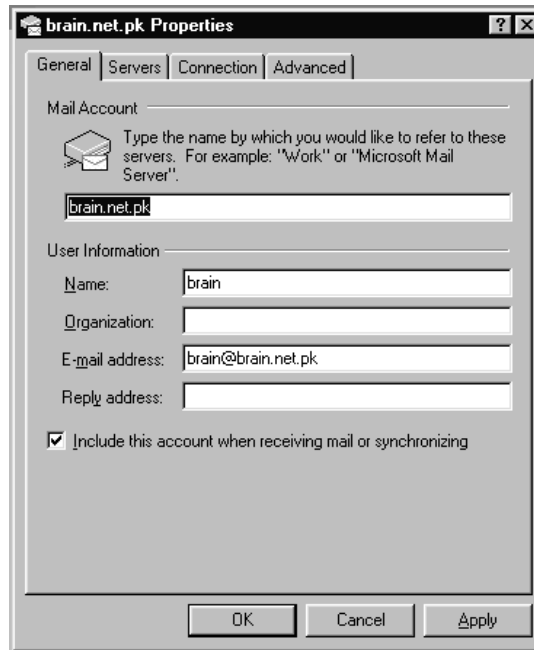 brain.net.pk Properties
General Servers Connection Advanced
Mail Account
Type the name by which you would like to refer to these
servers. For example: "Work" or "Microsoft Mail
Server".
brain.net.pk
User Information
Name: brain
Organization:
E-mail address: brain@brain.net.pk
Reply address:
Include this account when receiving mail or synchronizing
OK Cancel Apply